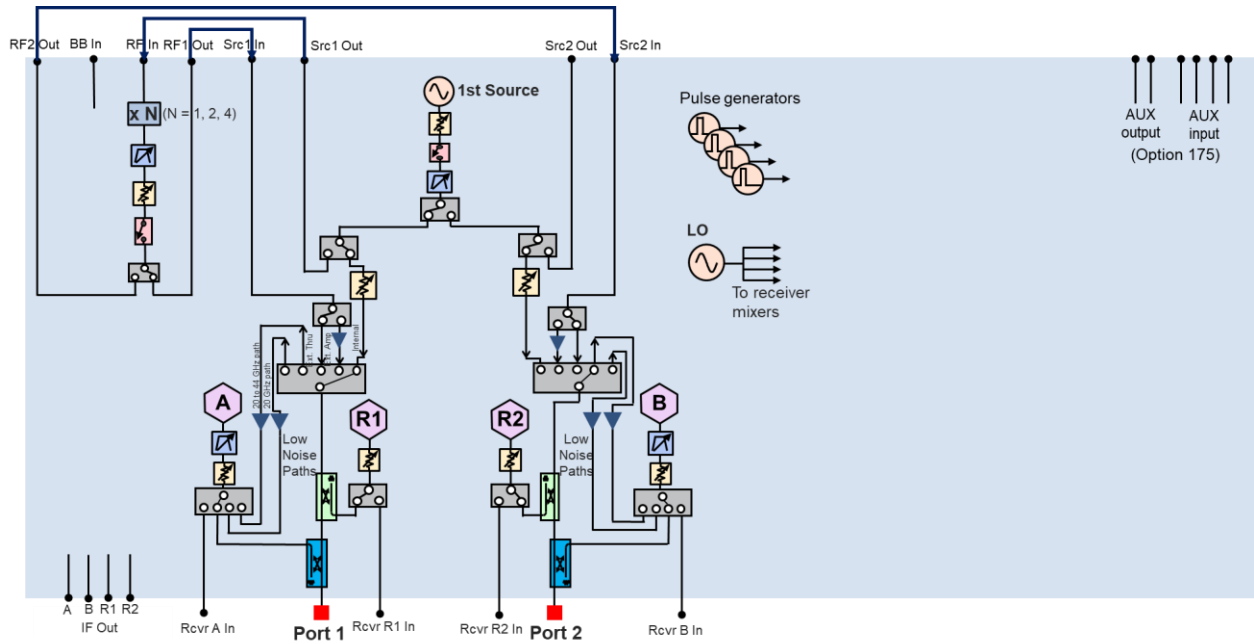 RF2 Out
BB In
RF In
RF1 Out
Src1 In
Src1 Out
Src2 Out
Src2 In
x N
(N = 1, 2, 4)
1st Source
Pulse generators
AUX
output
AUX
input
(Option 175)
LO
To receiver
mixers
20 to 44 GHz path
20 GHz path
Ext. Thru
Ext. Amp
Internal
A
R1
R2
B
Low
Noise
Paths
Low
Noise
Paths
A
B
R1
R2
IF Out
Rcvr A In
Port 1
Rcvr R1 In
Rcvr R2 In
Port 2
Rcvr B In